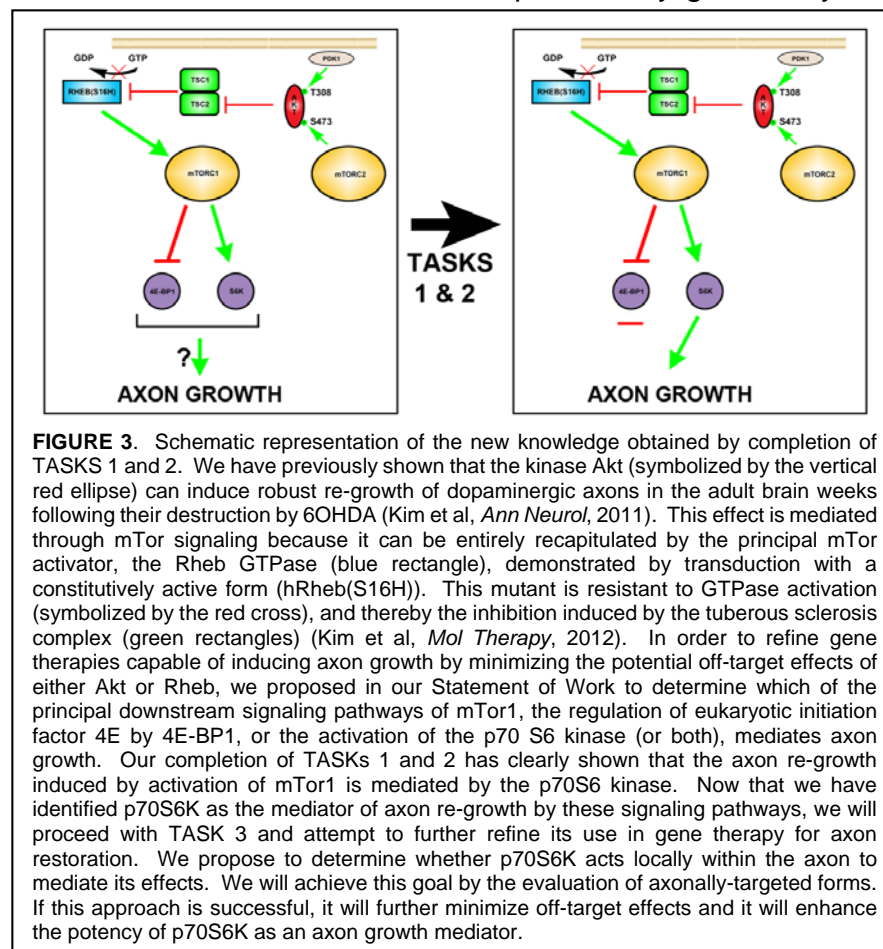 GDP GTP
PDK1
RHEB(S16H)
TSC1
TSC2
AKT
T308
S473
mTORC1
mTORC2
4E-BP1
S6K
?
AXON GROWTH
TASKS
1 & 2
GDP GTP
PDK1
RHEB(S16H)
TSC1
TSC2
AKT
T308
S473
mTORC1
mTORC2
4E-BP1
S6K
AXON GROWTH
FIGURE 3. Schematic representation of the new knowledge obtained by completion of
TASKS 1 and 2. We have previously shown that the kinase Akt (symbolized by the vertical
red ellipse) can induce robust re-growth of dopaminergic axons in the adult brain weeks
following their destruction by 6OHDA (Kim et al, Ann Neurol, 2011). This effect is mediated
through mTor signaling because it can be entirely recapitulated by the principal mTor
activator, the Rheb GTPase (blue rectangle), demonstrated by transduction with a
constitutively active form (hRheb(S16H)). This mutant is resistant to GTPase activation
(symbolized by the red cross), and thereby the inhibition induced by the tuberous sclerosis
complex (green rectangles) (Kim et al, Mol Therapy, 2012). In order to refine gene
therapies capable of inducing axon growth by minimizing the potential off-target effects of
either Akt or Rheb, we proposed in our Statement of Work to determine which of the
principal downstream signaling pathways of mTor1, the regulation of eukaryotic initiation
factor 4E by 4E-BP1, or the activation of the p70 S6 kinase (or both), mediates axon
growth. Our completion of TASKs 1 and 2 has clearly shown that the axon re-growth
induced by activation of mTor1 is mediated by the p70S6 kinase. Now that we have
identified p70S6K as the mediator of axon re-growth by these signaling pathways, we will
proceed with TASK 3 and attempt to further refine its use in gene therapy for axon
restoration. We propose to determine whether p70S6K acts locally within the axon to
mediate its effects. We will achieve this goal by the evaluation of axonally-targeted forms.
If this approach is successful, it will further minimize off-target effects and it will enhance
the potency of p70S6K as an axon growth mediator.